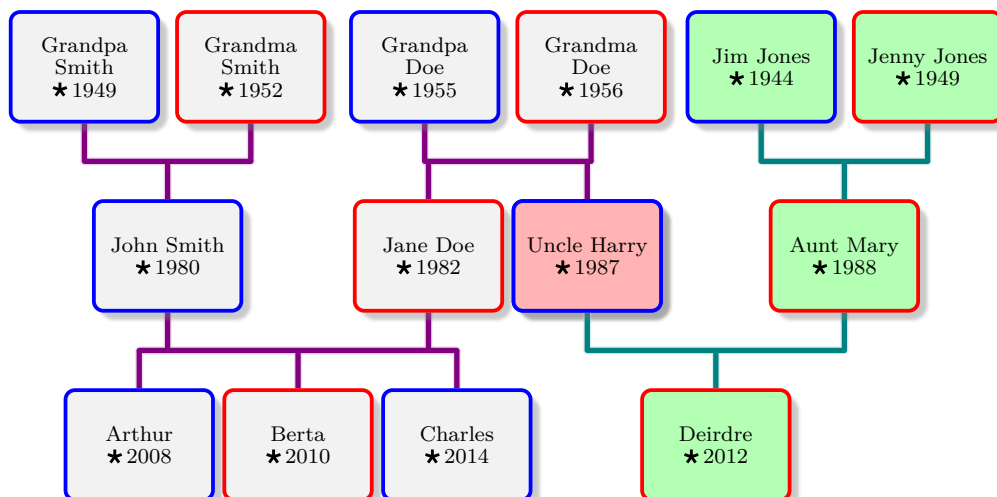 Grandpa
Smith
★ 1949
Grandma
Smith
★ 1952
Grandpa
Doe
★ 1955
Grandma
Doe
★ 1956
Jim Jones
★ 1944
Jenny Jones
★ 1949
John Smith
★ 1980
Jane Doe
★ 1982
Uncle Harry
★ 1987
Aunt Mary
★ 1988
Arthur
★ 2008
Berta
★ 2010
Charles
★ 2014
Deirdre
★ 2012